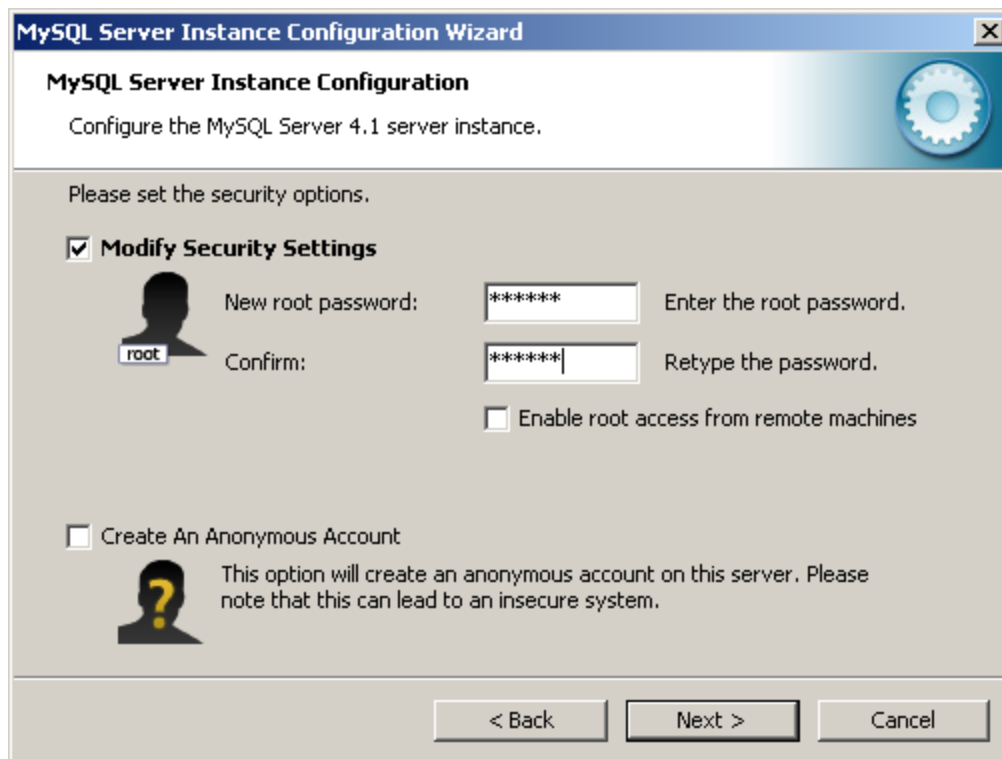 MySQL Server Instance Configuration Wizard
MySQL Server Instance Configuration
Configure the MySQL Server 4.1 server instance.
Please set the security options.
Modify Security Settings
New root password: ****** Enter the root password.
root
Confirm: ****** Retype the password.
Enable root access from remote machines
Create An Anonymous Account
This option will create an anonymous account on this server. Please
note that this can lead to an insecure system.
< Back Next > Cancel